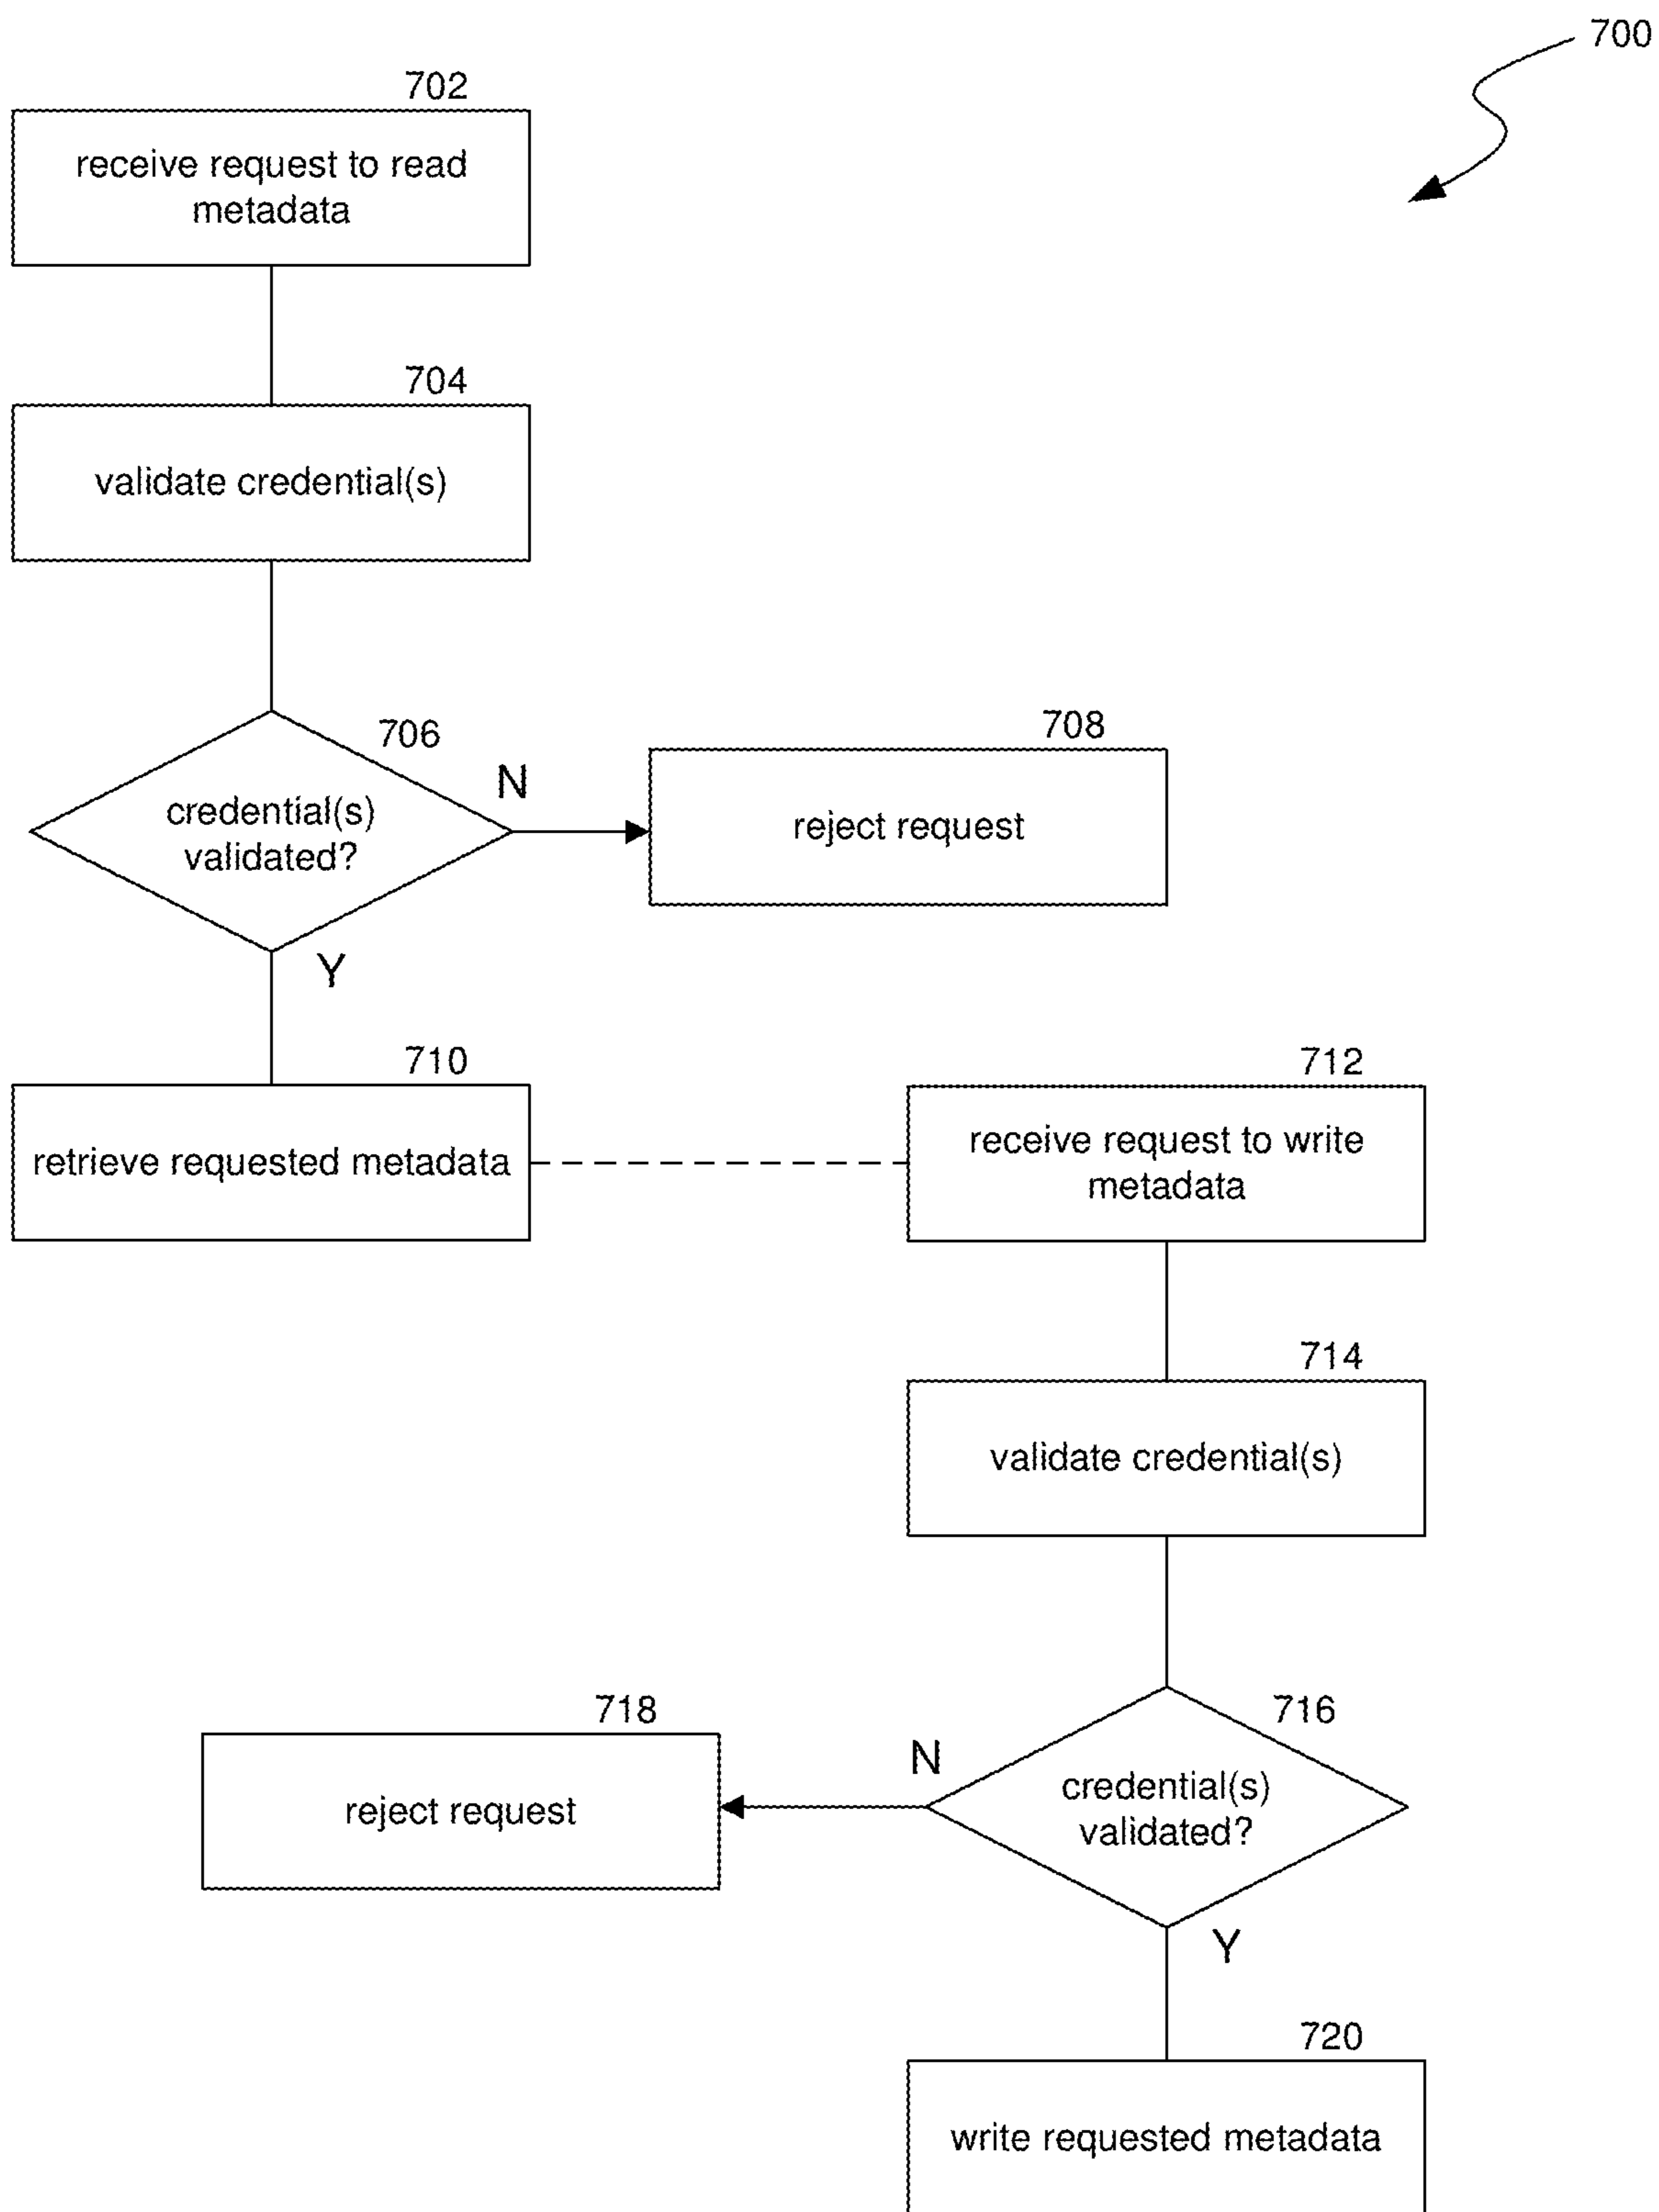 700
702
receive request to read
metadata
704
validate credential(s)
706
credential(s)
validated?
N
Y
708
reject request
710
retrieve requested metadata
712
receive request to write
metadata
714
validate credential(s)
716
credential(s)
validated?
N
Y
718
reject request
720
write requested metadata